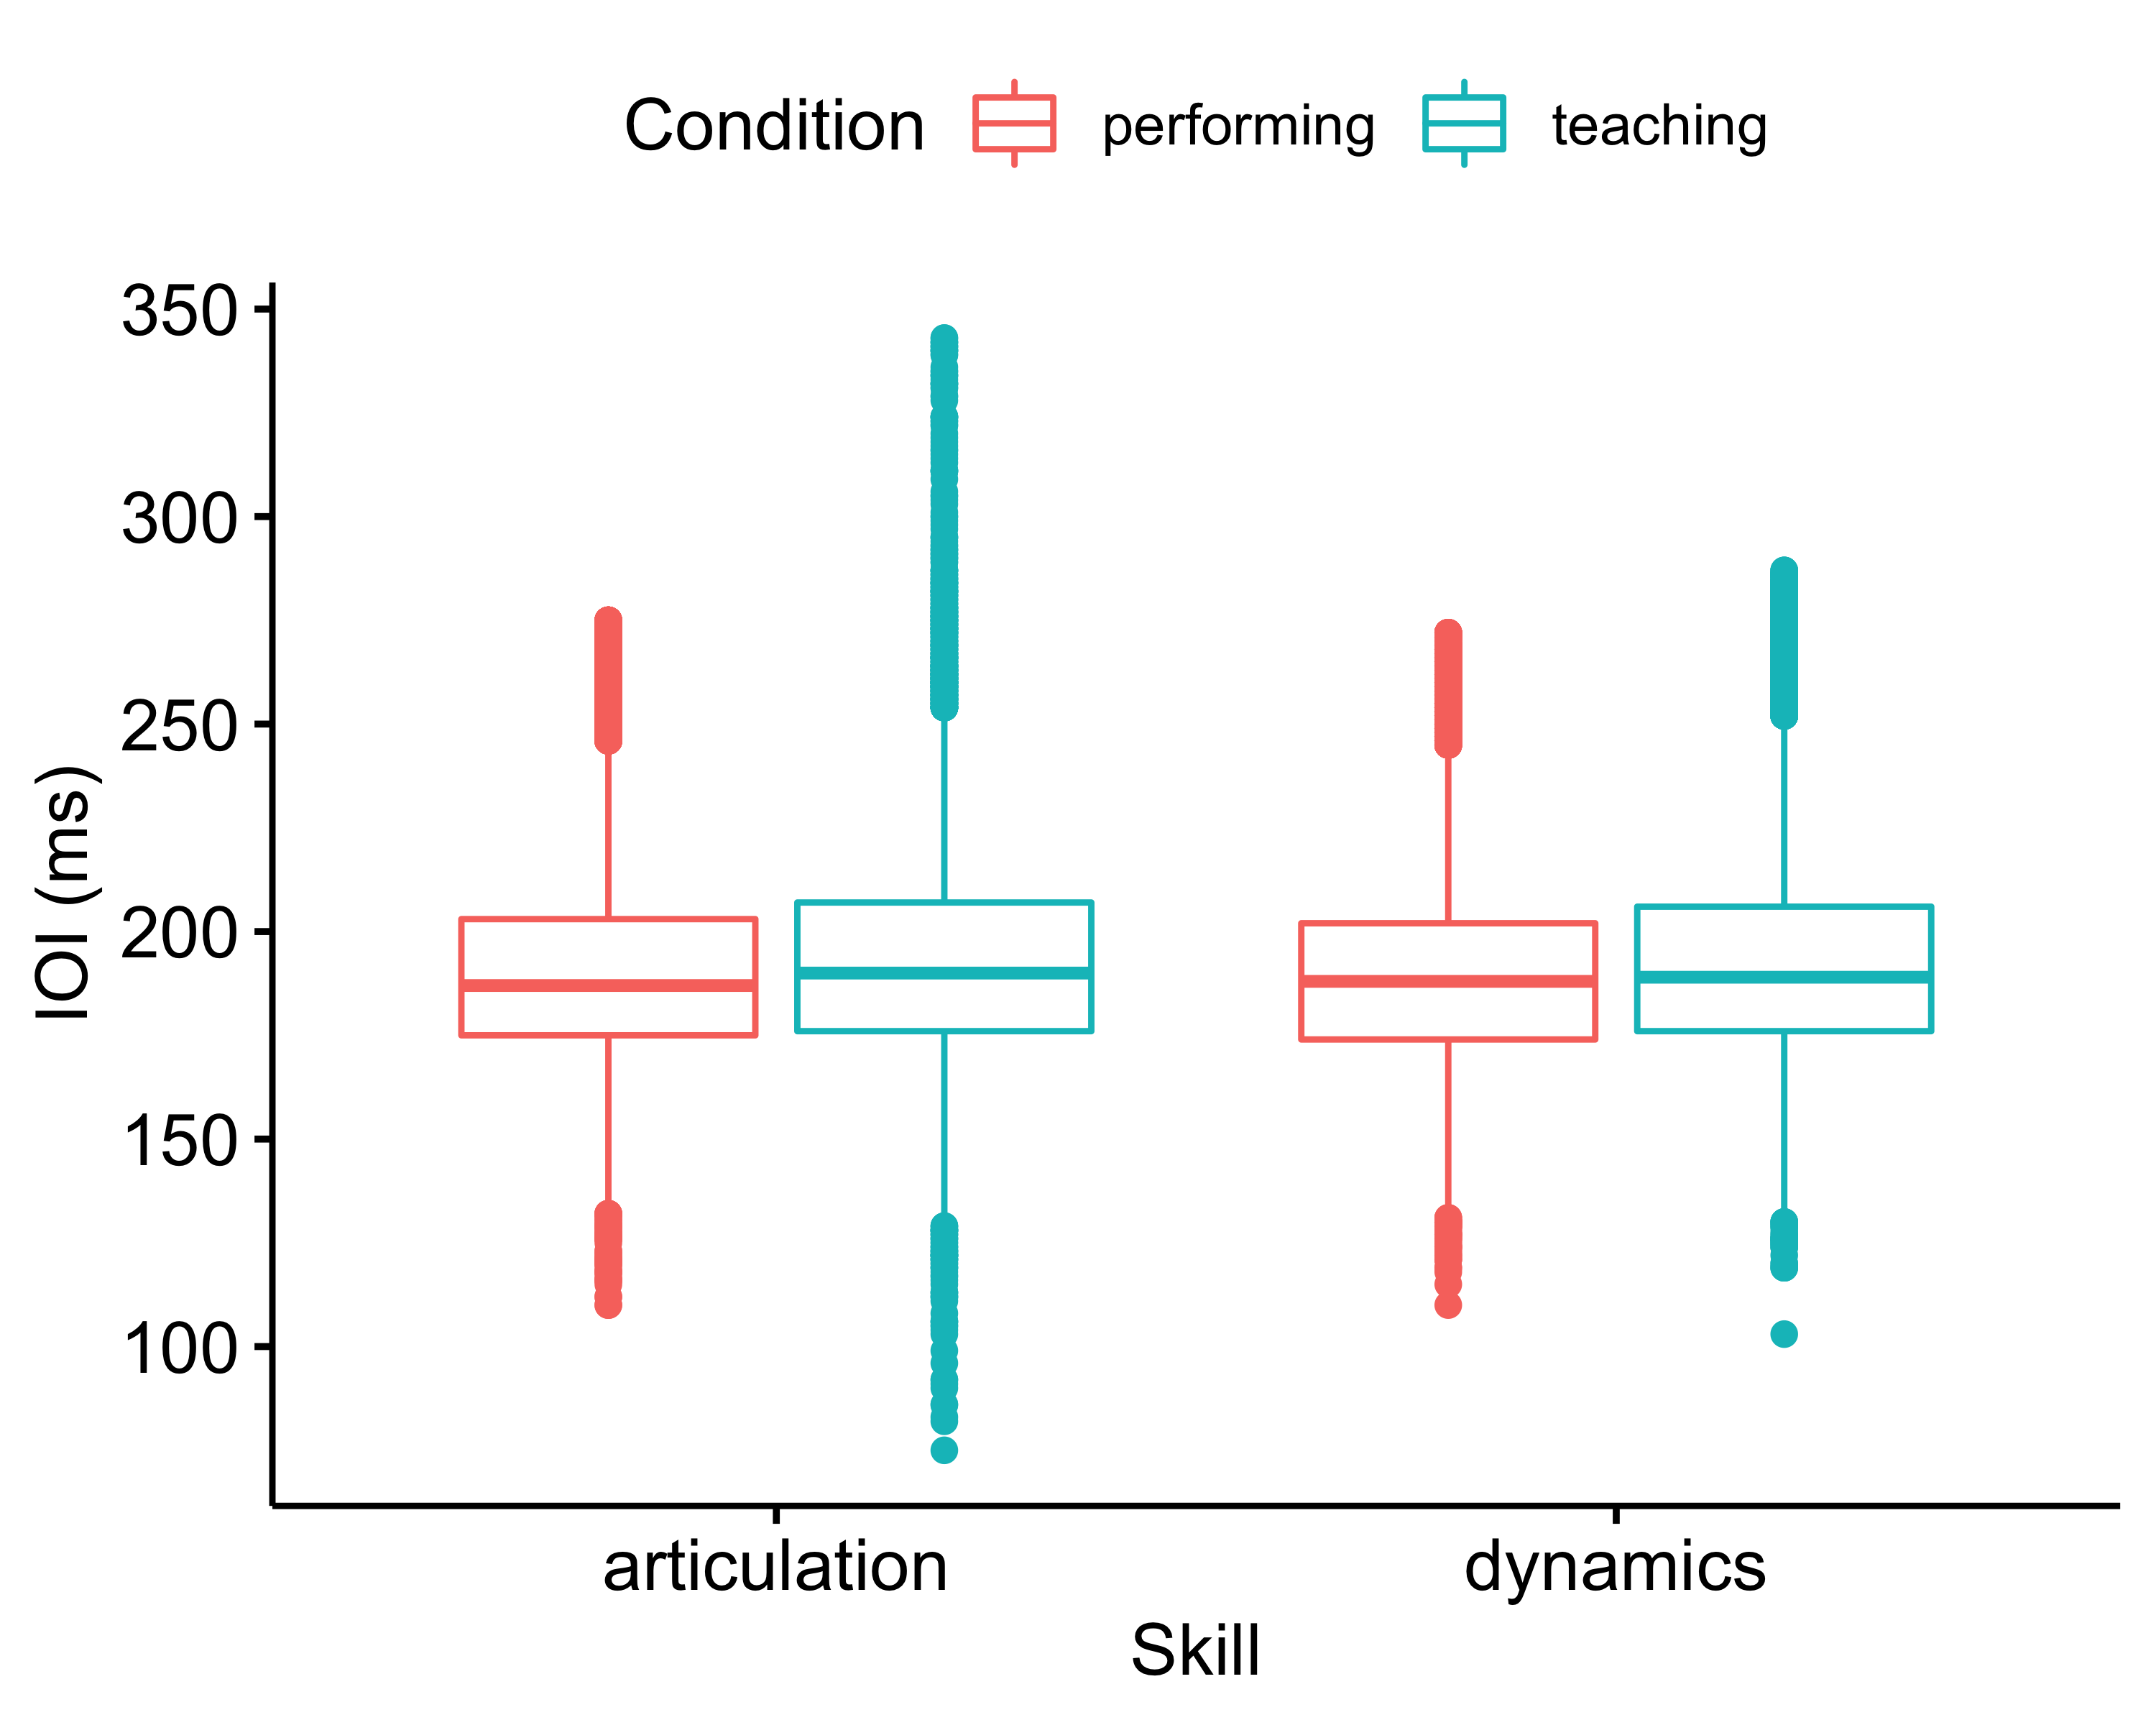 Condition performing teaching
350
300
250
200
150
100
IOI (ms)
articulation dynamics
Skill